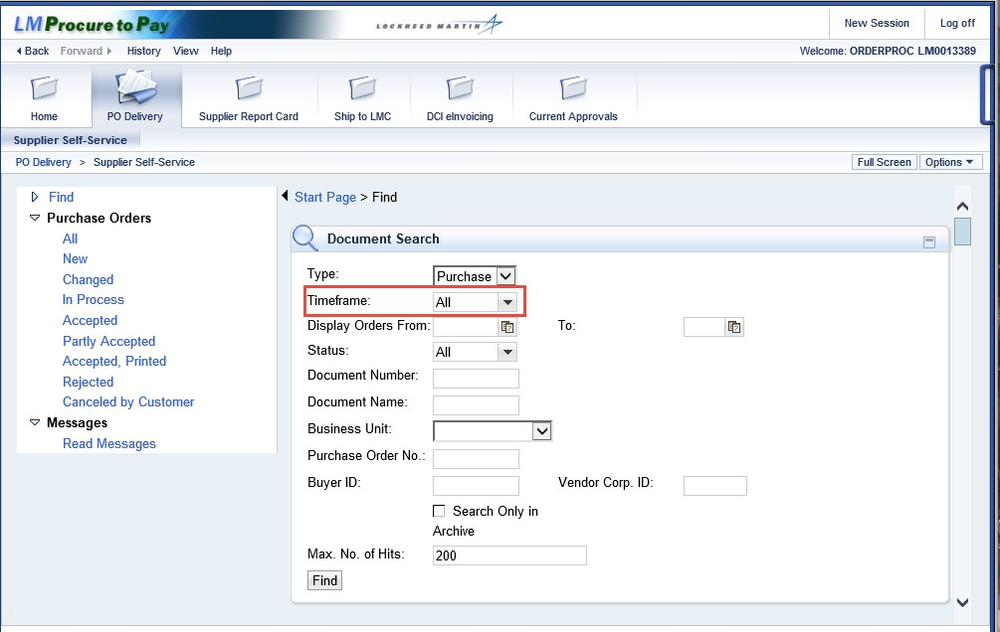 LM Procure to Pay
LOCKHEED MARTIN
New Session
Log off
Back Forward History View Help
Welcome: ORDERPROC LM0013389
Home
PO Delivery
Supplier Report Card
Ship to LMC
DCI eInvoicing
Current Approvals
Supplier Self-Service
PO Delivery > Supplier Self-Service
Full Screen
Options
Find
Purchase Orders
All
New
Changed
In Process
Accepted
Partly Accepted
Accepted, Printed
Rejected
Canceled by Customer
Messages
Read Messages
Start Page > Find
Document Search
Type: Purchase
Timeframe: All
Display Orders From: To:
Status: All
Document Number:
Document Name:
Business Unit:
Purchase Order No.:
Buyer ID: Vendor Corp. ID:
Search Only in
Archive
Max. No. of Hits: 200
Find